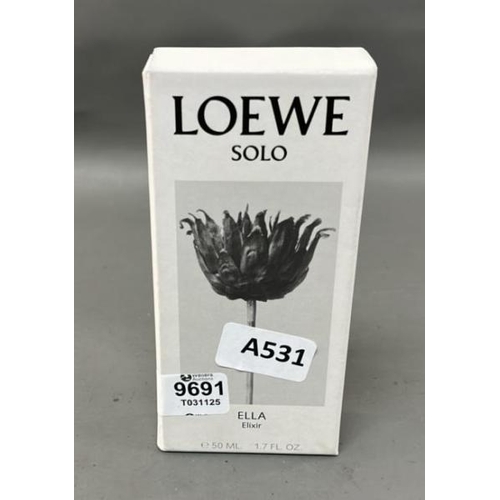 LOEWE
SOLO
A531
9691
T031125
ELLA
Elixir
℮ 50 ML. 1.7 FL. OZ.